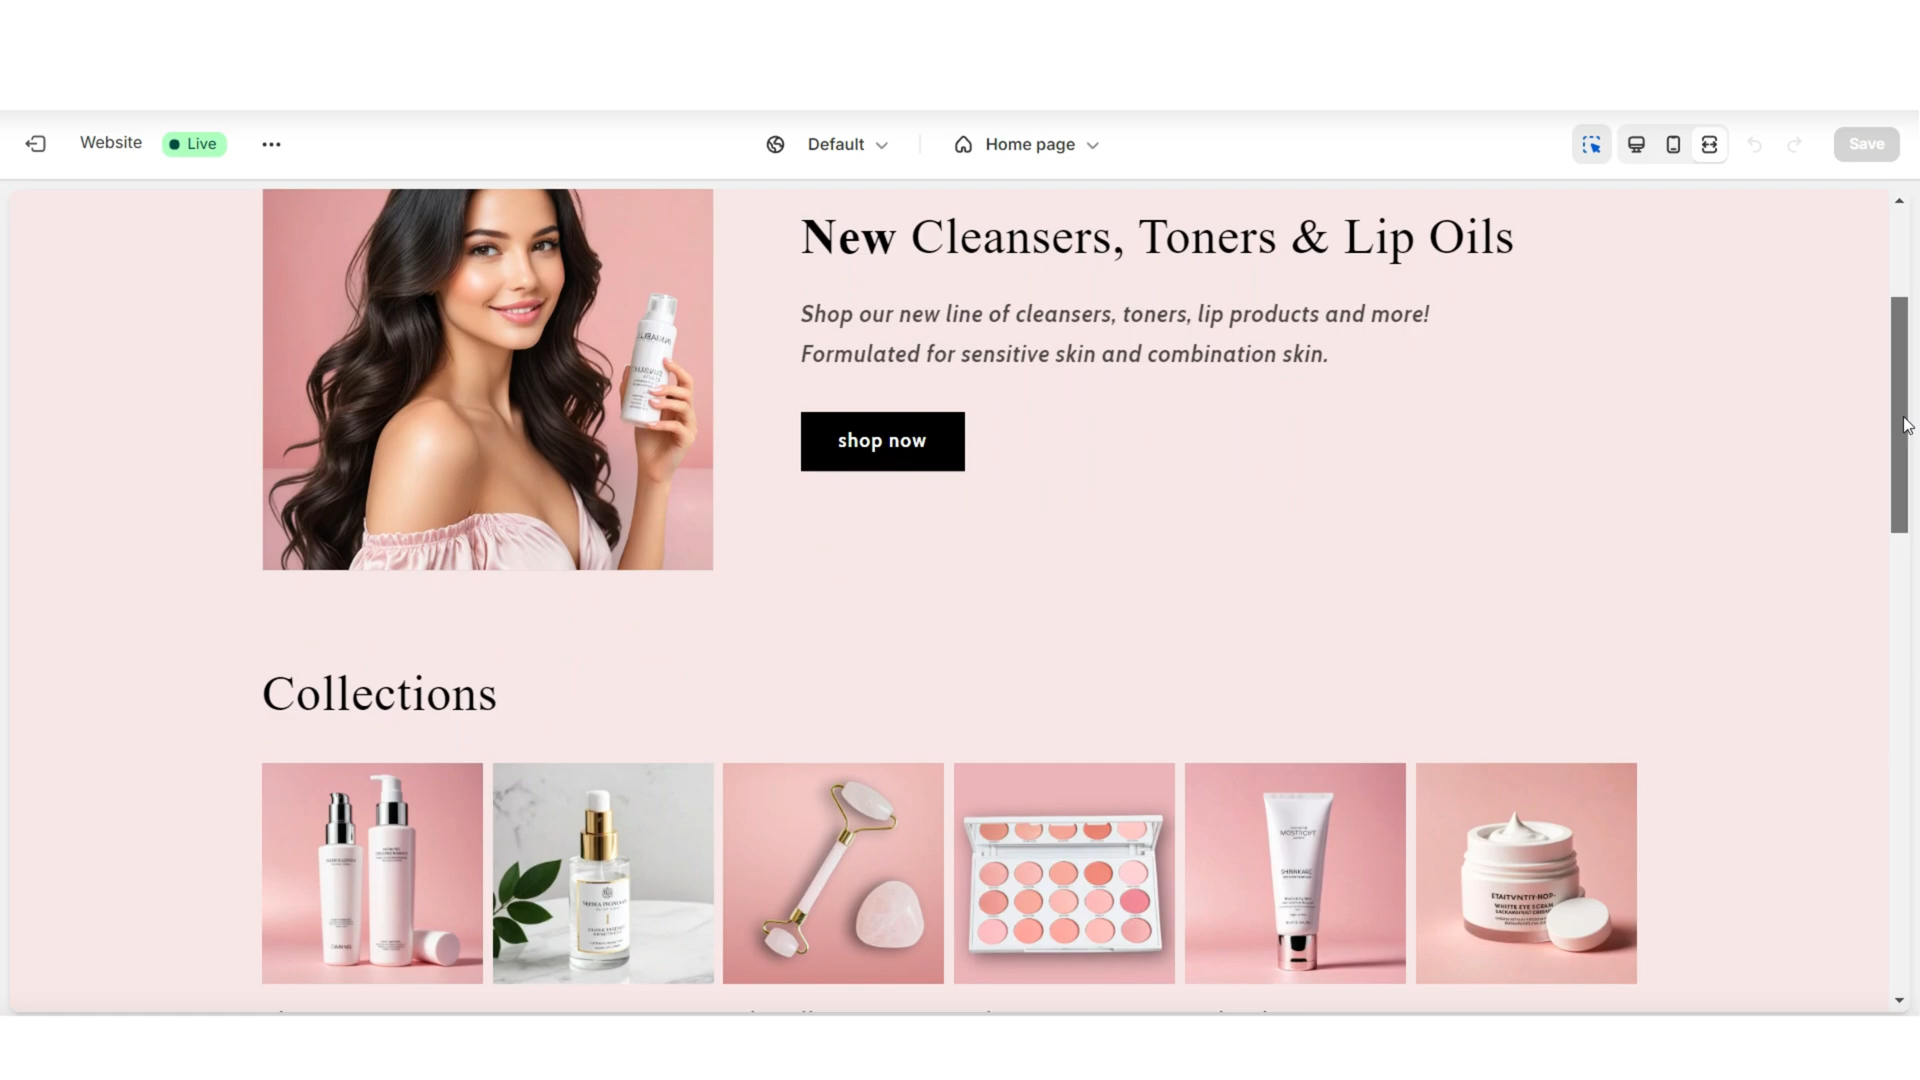 Website
Live
Default
Home page
Save
New Cleansers, Toners & Lip Oils
Shop our new line of cleansers, toners, lip products and more!
Formulated for sensitive skin and combination skin.
shop now
Collections